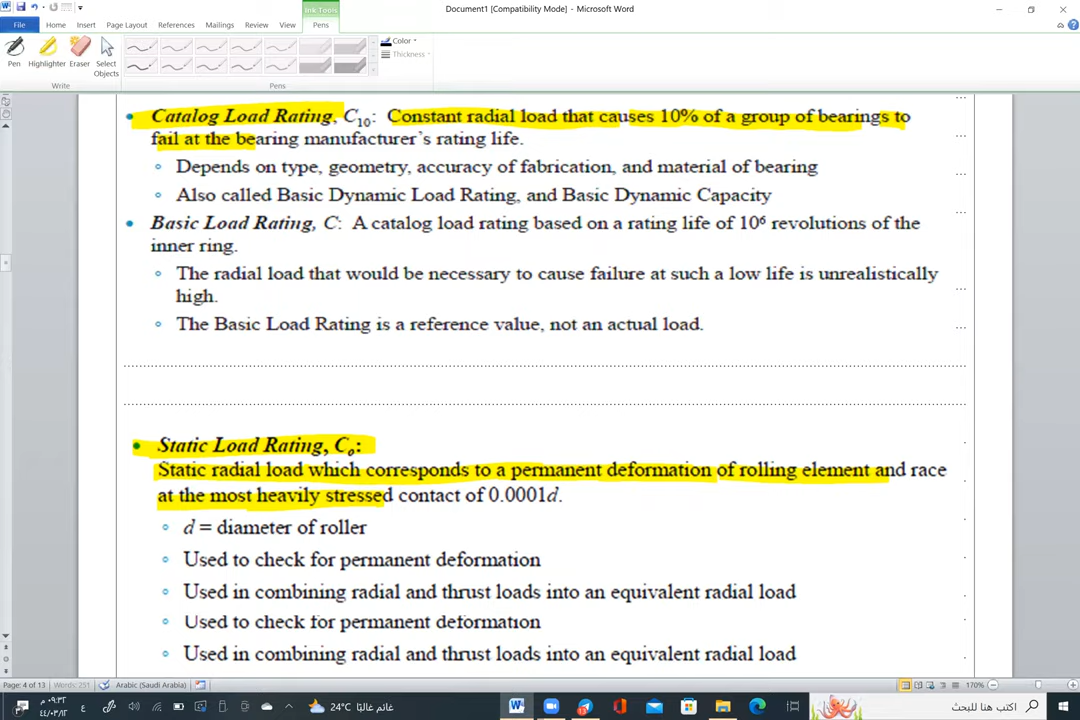 Ink Tools
Document1 [Compatibility Mode] - Microsoft Word
File Home Insert Page Layout References Mailings Review View Pens
Pen Highlighter Eraser Select Objects
Color
Thickness
Write
Pens
Catalog Load Rating, C10: Constant radial load that causes 10% of a group of bearings to
fail at the bearing manufacturer’s rating life.
Depends on type, geometry, accuracy of fabrication, and material of bearing
Also called Basic Dynamic Load Rating, and Basic Dynamic Capacity
Basic Load Rating, C: A catalog load rating based on a rating life of 10⁶ revolutions of the
inner ring.
The radial load that would be necessary to cause failure at such a low life is unrealistically
high.
The Basic Load Rating is a reference value, not an actual load.
Static Load Rating, Co:
Static radial load which corresponds to a permanent deformation of rolling element and race
at the most heavily stressed contact of 0.0001d.
d = diameter of roller
Used to check for permanent deformation
Used in combining radial and thrust loads into an equivalent radial load
Used to check for permanent deformation
Used in combining radial and thrust loads into an equivalent radial load
Page: 4 of 13 Words: 251 Arabic (Saudi Arabia) 170%
٠٩:٣٣ م
٤٤/٠٣/١٢
ع
24°C غائم غالبًا
اكتب هنا للبحث